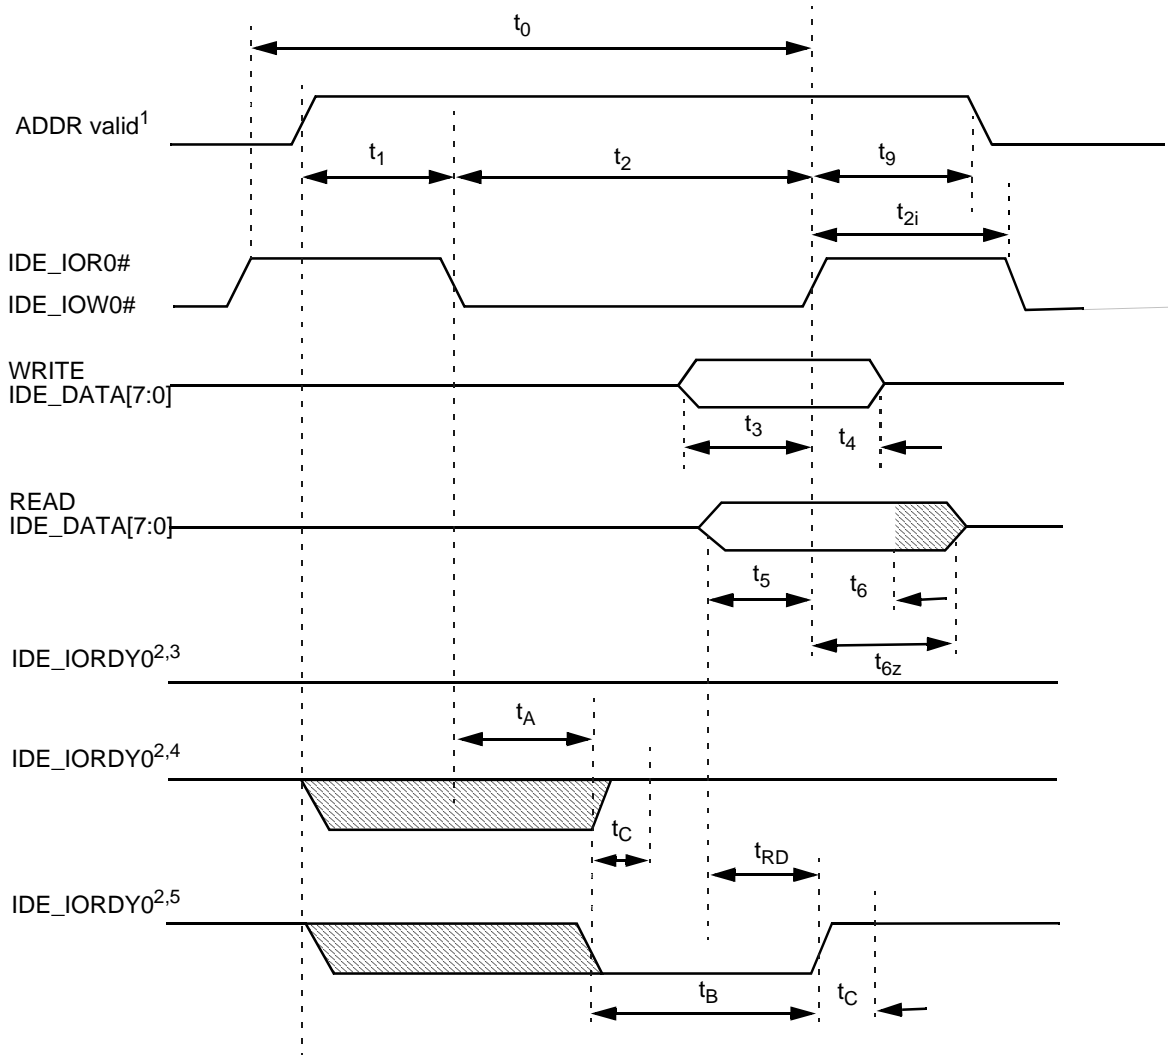 t0
ADDR valid1
t1
t2
t9
t2i
IDE_IOR0#
IDE_IOW0#
WRITE
IDE_DATA[7:0]
t3
t4
READ
IDE_DATA[7:0]
t5
t6
IDE_IORDY02,3
t6z
tA
IDE_IORDY02,4
tC
tRD
IDE_IORDY02,5
tB
tC